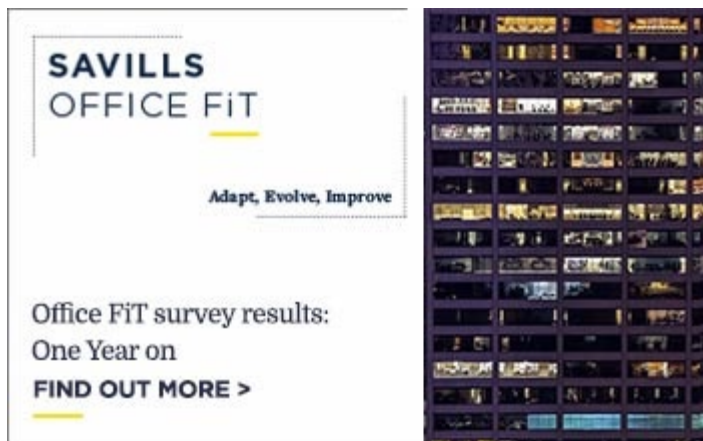 SAVILLS
OFFICE FiT
Adapt, Evolve, Improve
Office FiT survey results:
One Year on
FIND OUT MORE >